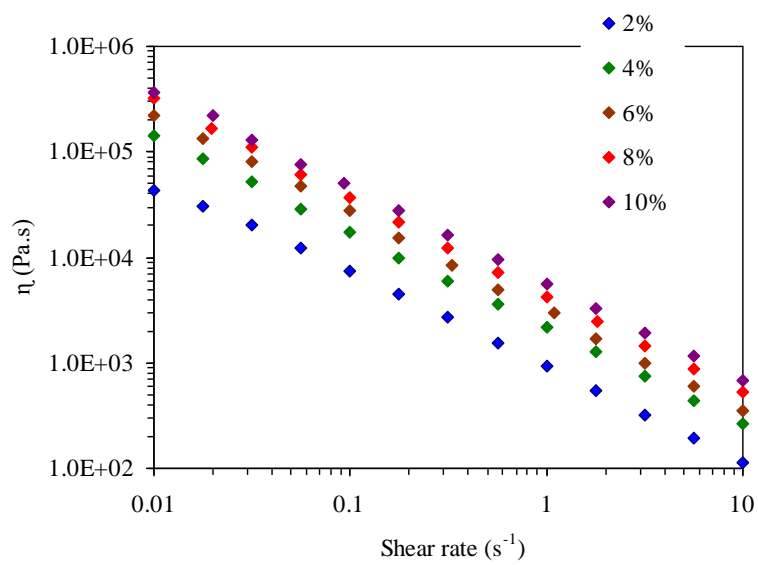 2%
4%
6%
8%
10%
1.0E+06
1.0E+05
1.0E+04
1.0E+03
1.0E+02
η (Pa.s)
0.01 0.1 1 10
Shear rate (s⁻¹)